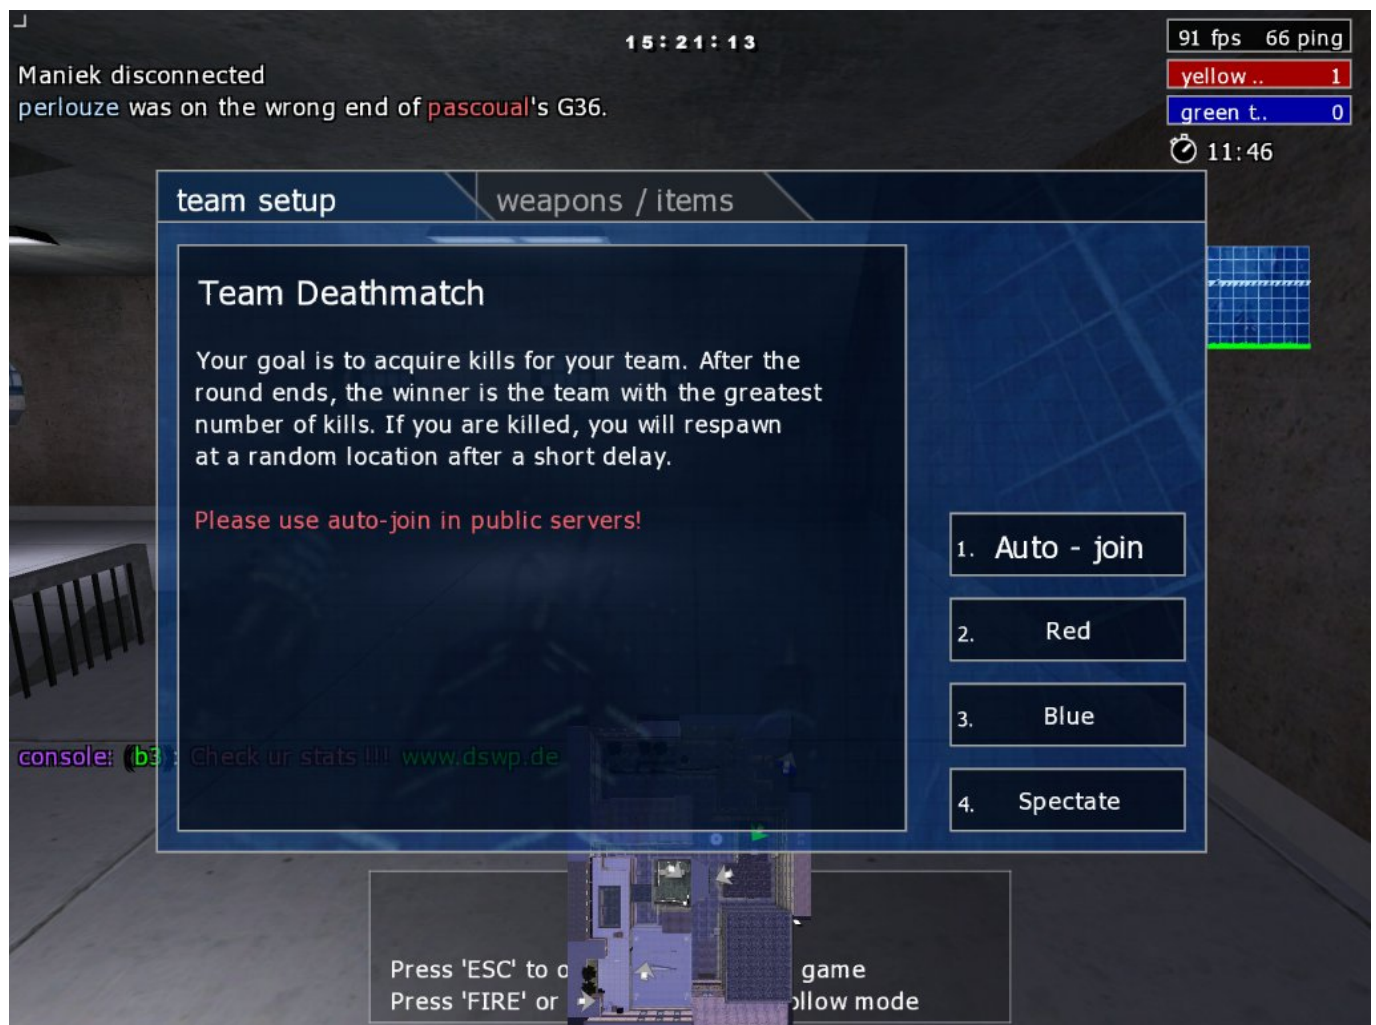 15:21:13
91 fps 66 ping
Maniek disconnected
yellow .. 1
perlouze was on the wrong end of pascoual's G36.
green t.. 0
11:46
team setup
weapons / items
Team Deathmatch
Your goal is to acquire kills for your team. After the
round ends, the winner is the team with the greatest
number of kills. If you are killed, you will respawn
at a random location after a short delay.
Please use auto-join in public servers!
1. Auto - join
2. Red
3. Blue
4. Spectate
console: (b3): Check ur stats !!! www.dswp.de
Press 'ESC' to game
Press 'FIRE' or follow mode